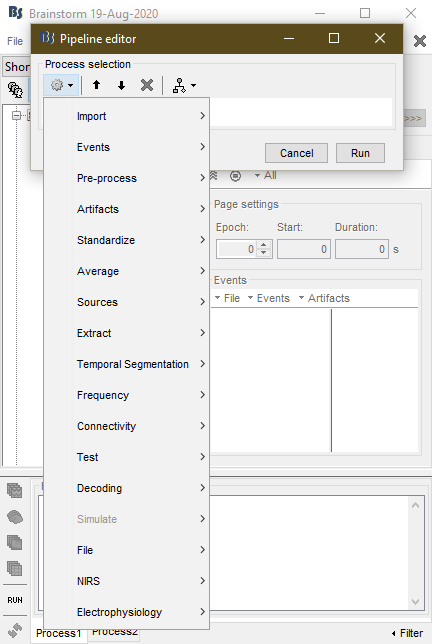 Brainstorm 19-Aug-2020
File
Pipeline editor
Process selection
Cancel
Run
>>>
Import
Events
Pre-process
Artifacts
Standardize
Average
Sources
Extract
Temporal Segmentation
Frequency
Connectivity
Test
Decoding
Simulate
File
NIRS
Electrophysiology
All
Page settings
Epoch:
Start:
Duration:
0
0
0
s
Events
File
Events
Artifacts
RUN
Process1
Process2
Filter